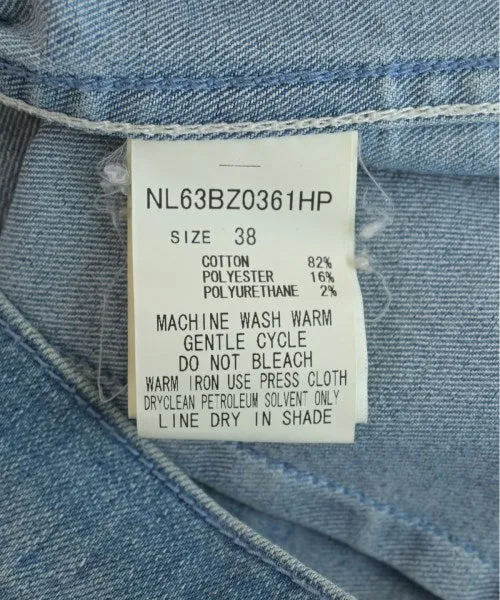 NL63BZ0361HP
SIZE 38
COTTON 82%
POLYESTER 16%
POLYURETHANE 2%
MACHINE WASH WARM
GENTLE CYCLE
DO NOT BLEACH
WARM IRON USE PRESS CLOTH
DRYCLEAN PETROLEUM SOLVENT ONLY
LINE DRY IN SHADE